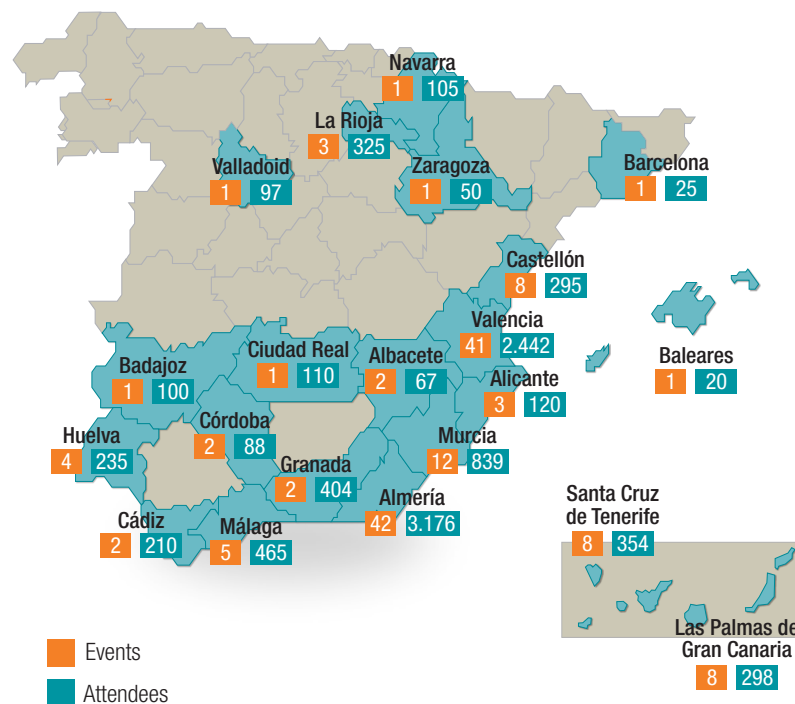 Navarra
1 105
La Rioja
3 325
Valladoid
1 97
Zaragoza
1 50
Barcelona
1 25
Castellón
8 295
Valencia
41 2.442
Badajoz
1 100
Ciudad Real
1 110
Albacete
2 67
Alicante
3 120
Baleares
1 20
Huelva
4 235
Córdoba
2 88
Granada
2 404
Murcia
12 839
Cádiz
2 210
Málaga
5 465
Almería
42 3.176
Santa Cruz
de Tenerife
8 354
Las Palmas de
Gran Canaria
8 298
Events
Attendees